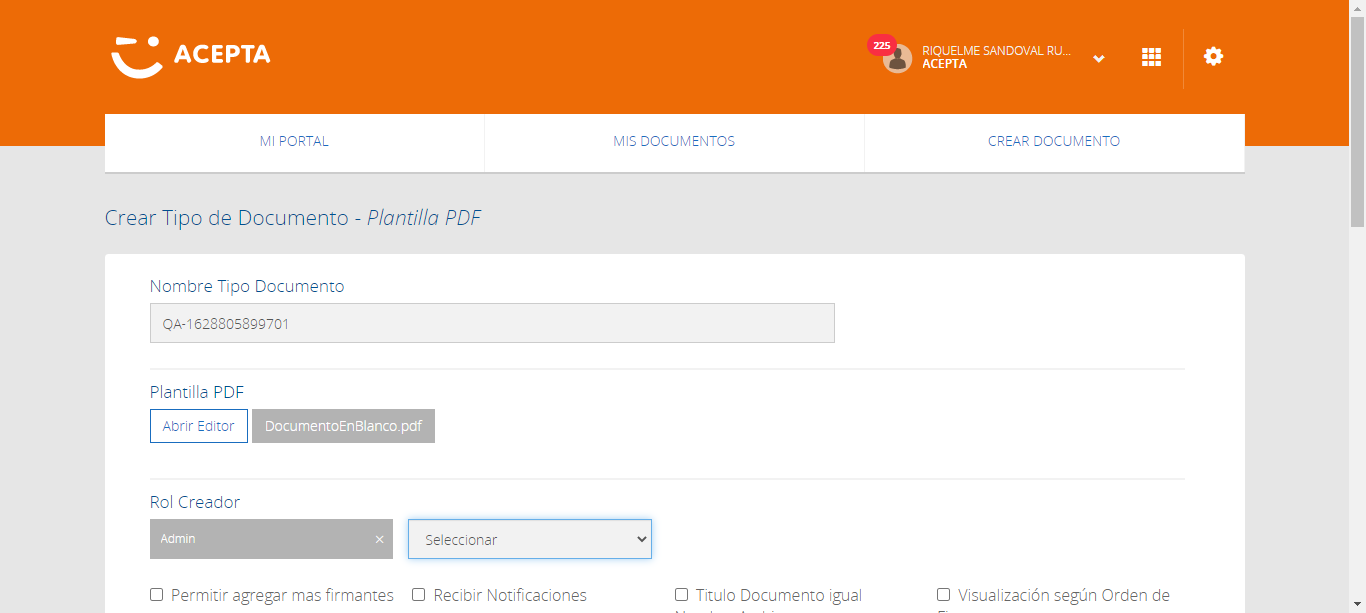 ACEPTA
225
RIQUELME SANDOVAL RU...
ACEPTA
MI PORTAL
MIS DOCUMENTOS
CREAR DOCUMENTO
Crear Tipo de Documento - Plantilla PDF
Nombre Tipo Documento
QA-1628805899701
Plantilla PDF
Abrir Editor
DocumentoEnBlanco.pdf
Rol Creador
Admin ×
Seleccionar
Permitir agregar mas firmantes
Recibir Notificaciones
Titulo Documento igual
Visualización según Orden de